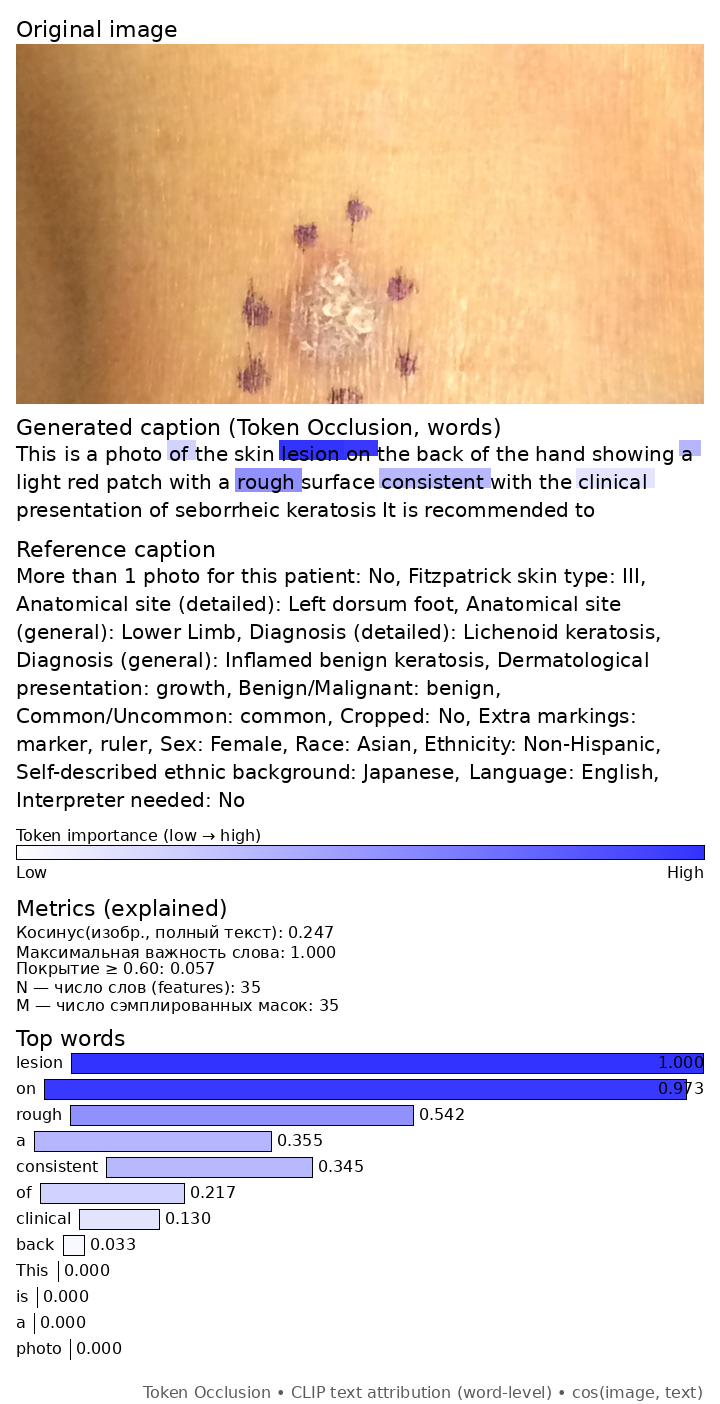 Original image
Generated caption (Token Occlusion, words)
This is a photo of the skin lesion on the back of the hand showing a
light red patch with a rough surface consistent with the clinical
presentation of seborrheic keratosis It is recommended to
Reference caption
More than 1 photo for this patient: No, Fitzpatrick skin type: III,
Anatomical site (detailed): Left dorsum foot, Anatomical site
(general): Lower Limb, Diagnosis (detailed): Lichenoid keratosis,
Diagnosis (general): Inflamed benign keratosis, Dermatological
presentation: growth, Benign/Malignant: benign,
Common/Uncommon: common, Cropped: No, Extra markings:
marker, ruler, Sex: Female, Race: Asian, Ethnicity: Non-Hispanic,
Self-described ethnic background: Japanese, Language: English,
Interpreter needed: No
Token importance (low → high)
Low High
Metrics (explained)
Косинус(изобр., полный текст): 0.247
Максимальная важность слова: 1.000
Покрытие ≥ 0.60: 0.057
N — число слов (features): 35
M — число сэмплированных масок: 35
Top words
lesion 1.000
on 0.973
rough 0.542
a 0.355
consistent 0.345
of 0.217
clinical 0.130
back 0.033
This 0.000
is 0.000
a 0.000
photo 0.000
Token Occlusion • CLIP text attribution (word-level) • cos(image, text)